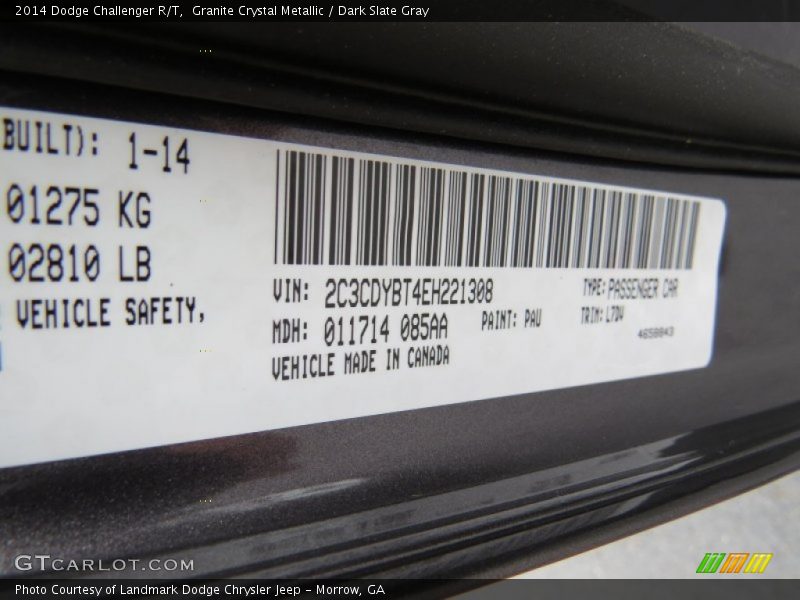 2014 Dodge Challenger R/T,  Granite Crystal Metallic / Dark Slate Gray
BUILT): 1-14
01275 KG
02810 LB
VEHICLE SAFETY,
VIN: 2C3CDYBT4EH221308
TYPE: PASSENGER CAR
MDH: 011714 085AA
PAINT: PAU
TRIM: L7DV
4658843
VEHICLE MADE IN CANADA
GTCARLOT.COM
Photo Courtesy of Landmark Dodge Chrysler Jeep - Morrow, GA